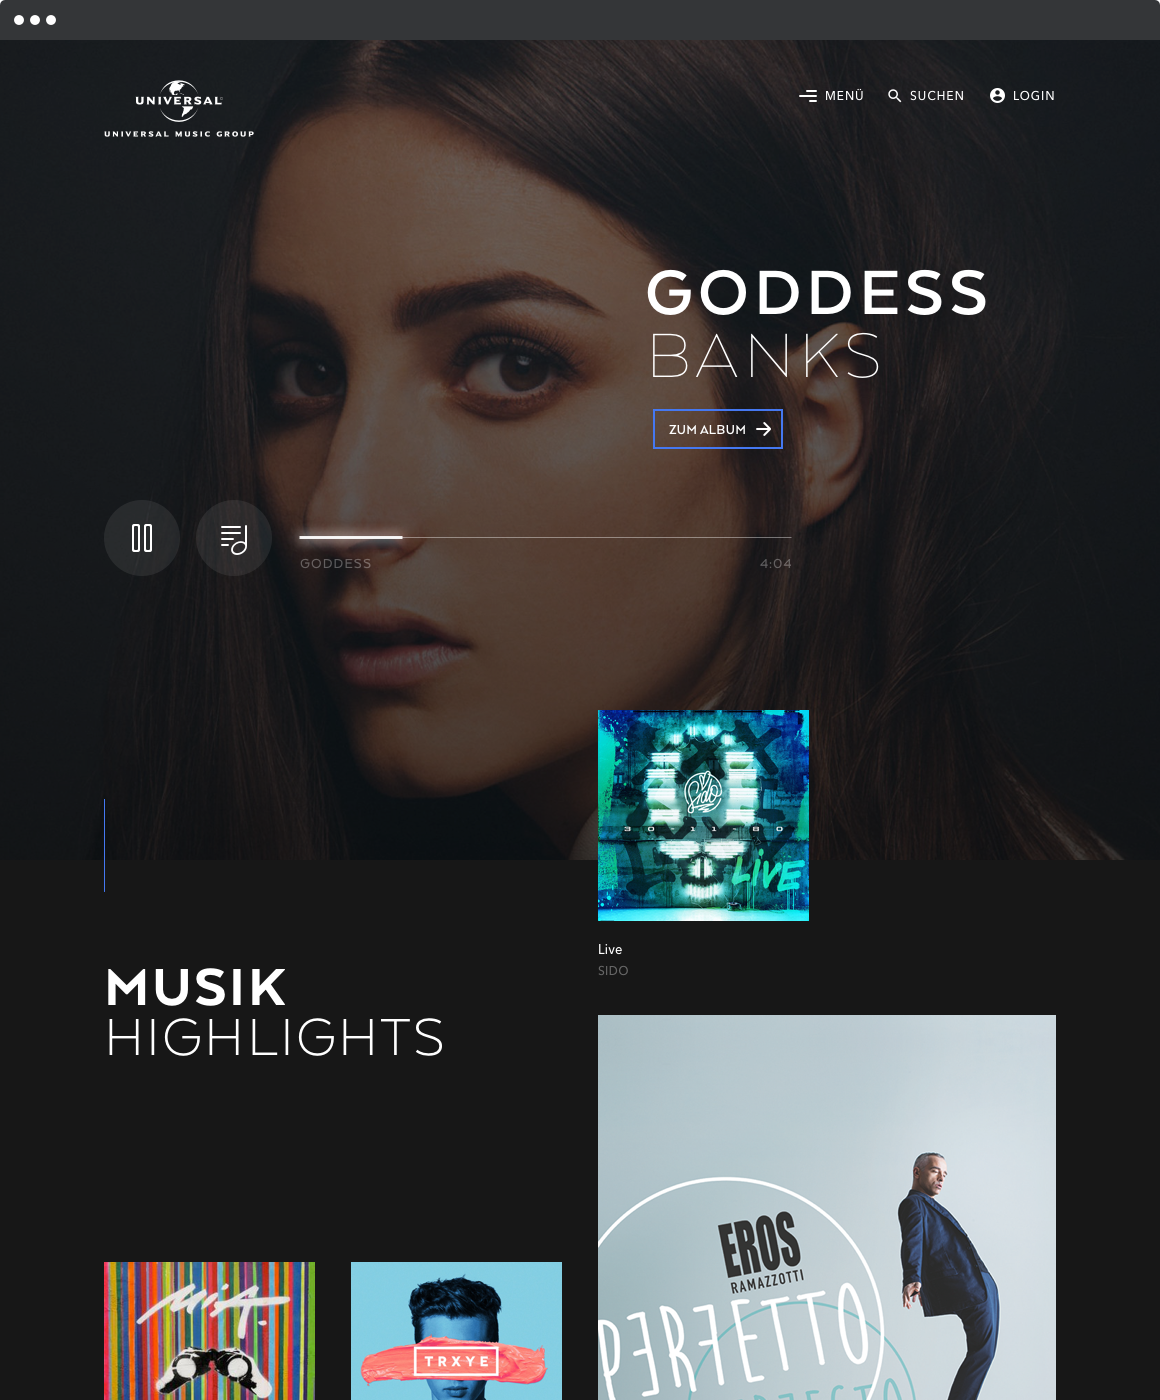 UNIVERSAL
UNIVERSAL MUSIC GROUP
MENÜ
SUCHEN
LOGIN
GODDESS
BANKS
ZUM ALBUM
GODDESS
4:04
Sido
30-11-80
LIVE
Live
SIDO
MUSIK
HIGHLIGHTS
EROS
RAMAZZOTTI
PERFETTO
MiA.
TRXYE